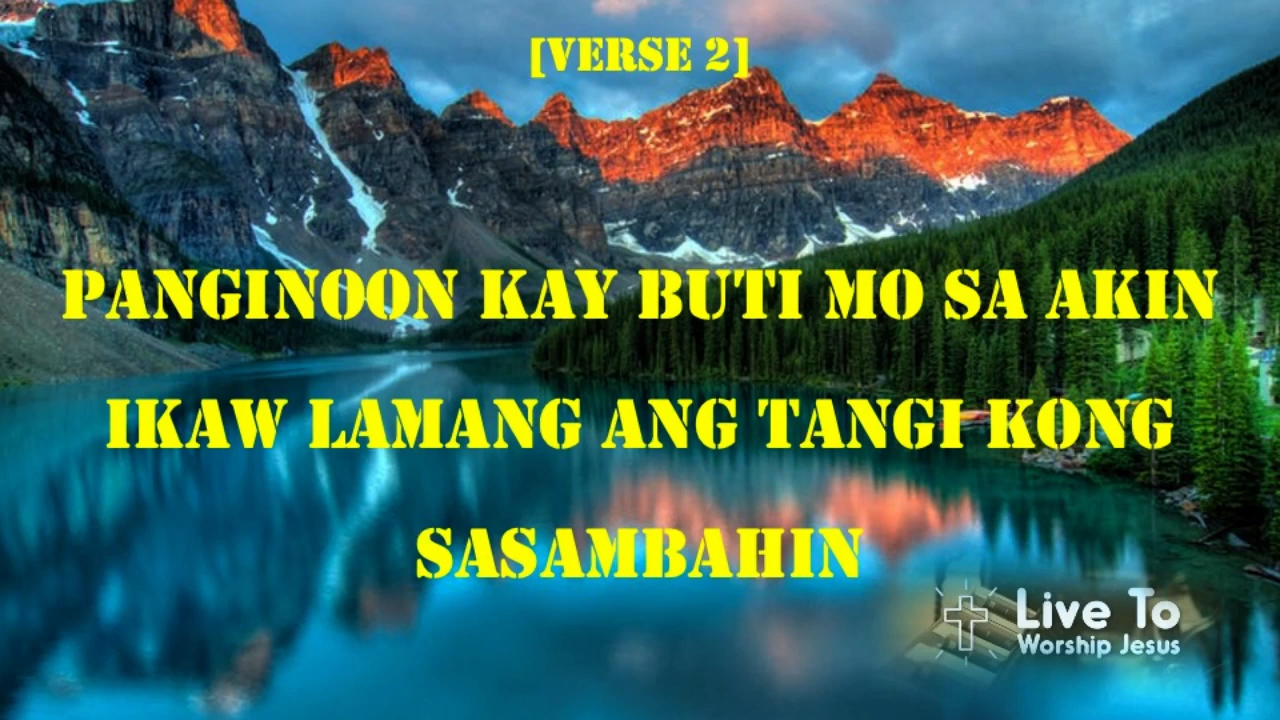 [VERSE 2]
PANGINOON KAY BUTI MO SA AKIN
IKAW LAMANG ANG TANGI KONG
SASAMBAHIN
Live To
Worship Jesus